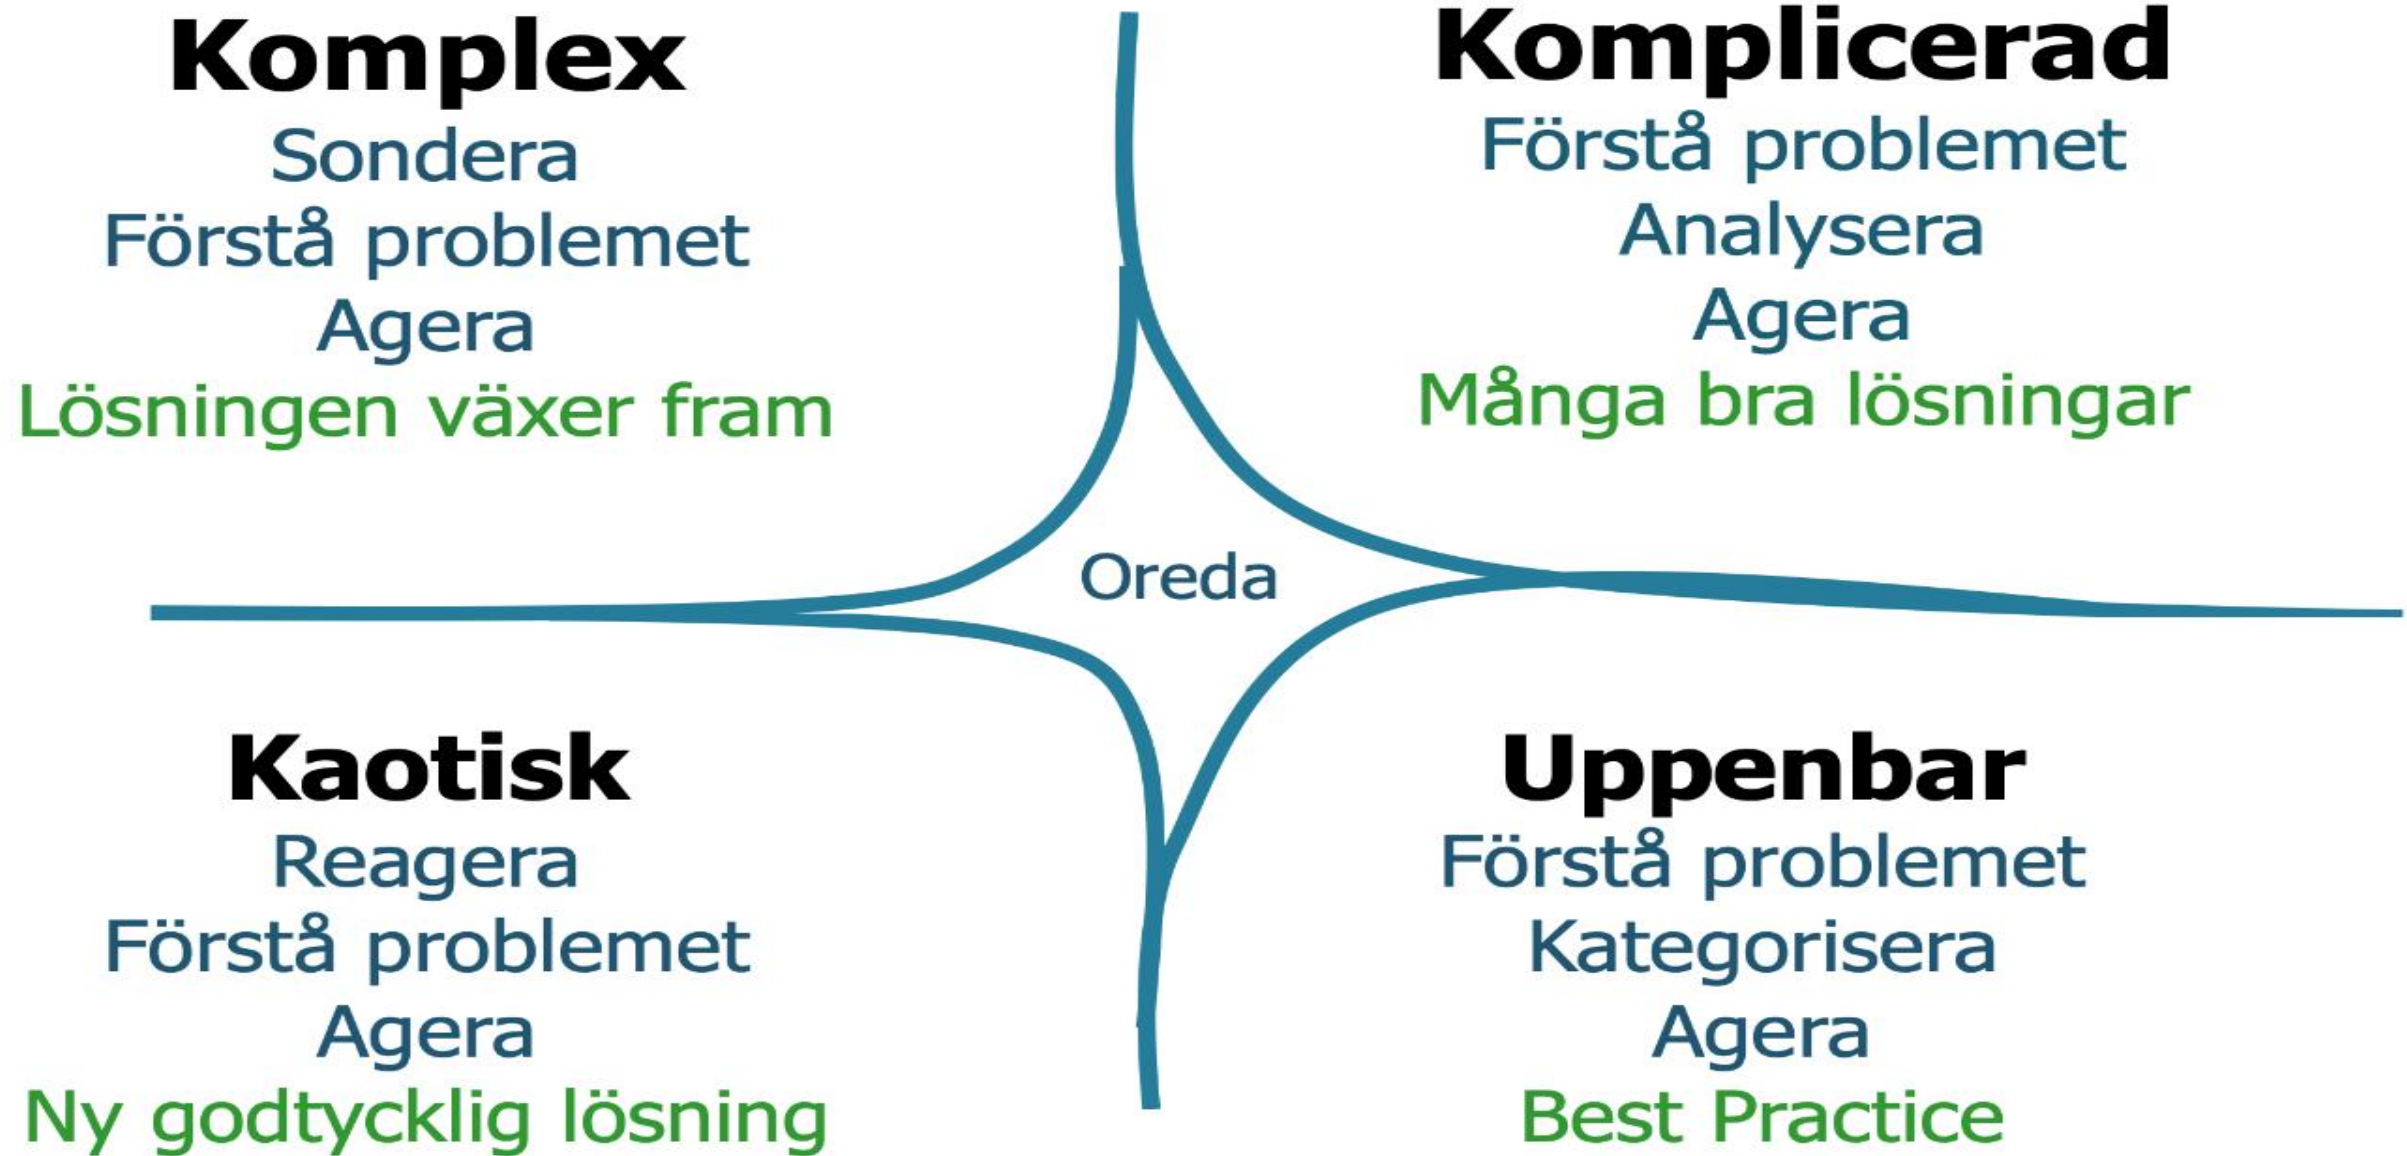 Komplex
Sondera
Förstå problemet
Agera
Lösningen växer fram
Komplicerad
Förstå problemet
Analysera
Agera
Många bra lösningar
Oreda
Kaotisk
Reagera
Förstå problemet
Agera
Ny godtycklig lösning
Uppenbar
Förstå problemet
Kategorisera
Agera
Best Practice